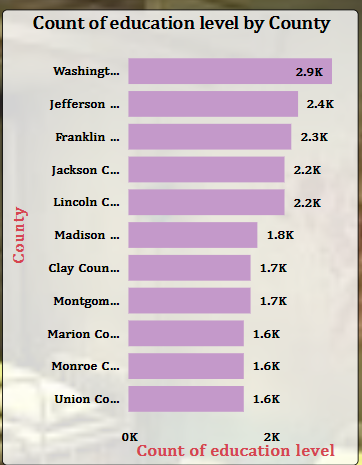 Count of education level by County
Washingt... 2.9K
Jefferson ... 2.4K
Franklin ... 2.3K
Jackson C... 2.2K
Lincoln C... 2.2K
Madison ... 1.8K
Clay Coun... 1.7K
Montgom... 1.7K
Marion Co... 1.6K
Monroe C... 1.6K
Union Co... 1.6K
County
0K 2K
Count of education level